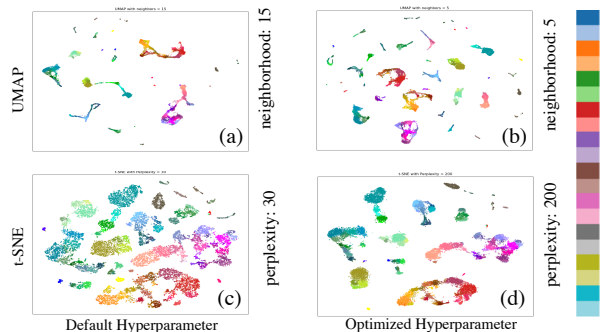 UMAP with neighbors = 15
UMAP with neighbors = 5
UMAP
(a)
neighborhood: 15
(b)
neighborhood: 5
t-SNE with Perplexity = 30
t-SNE with Perplexity = 200
t-SNE
(c)
perplexity: 30
(d)
perplexity: 200
Default Hyperparameter
Optimized Hyperparameter